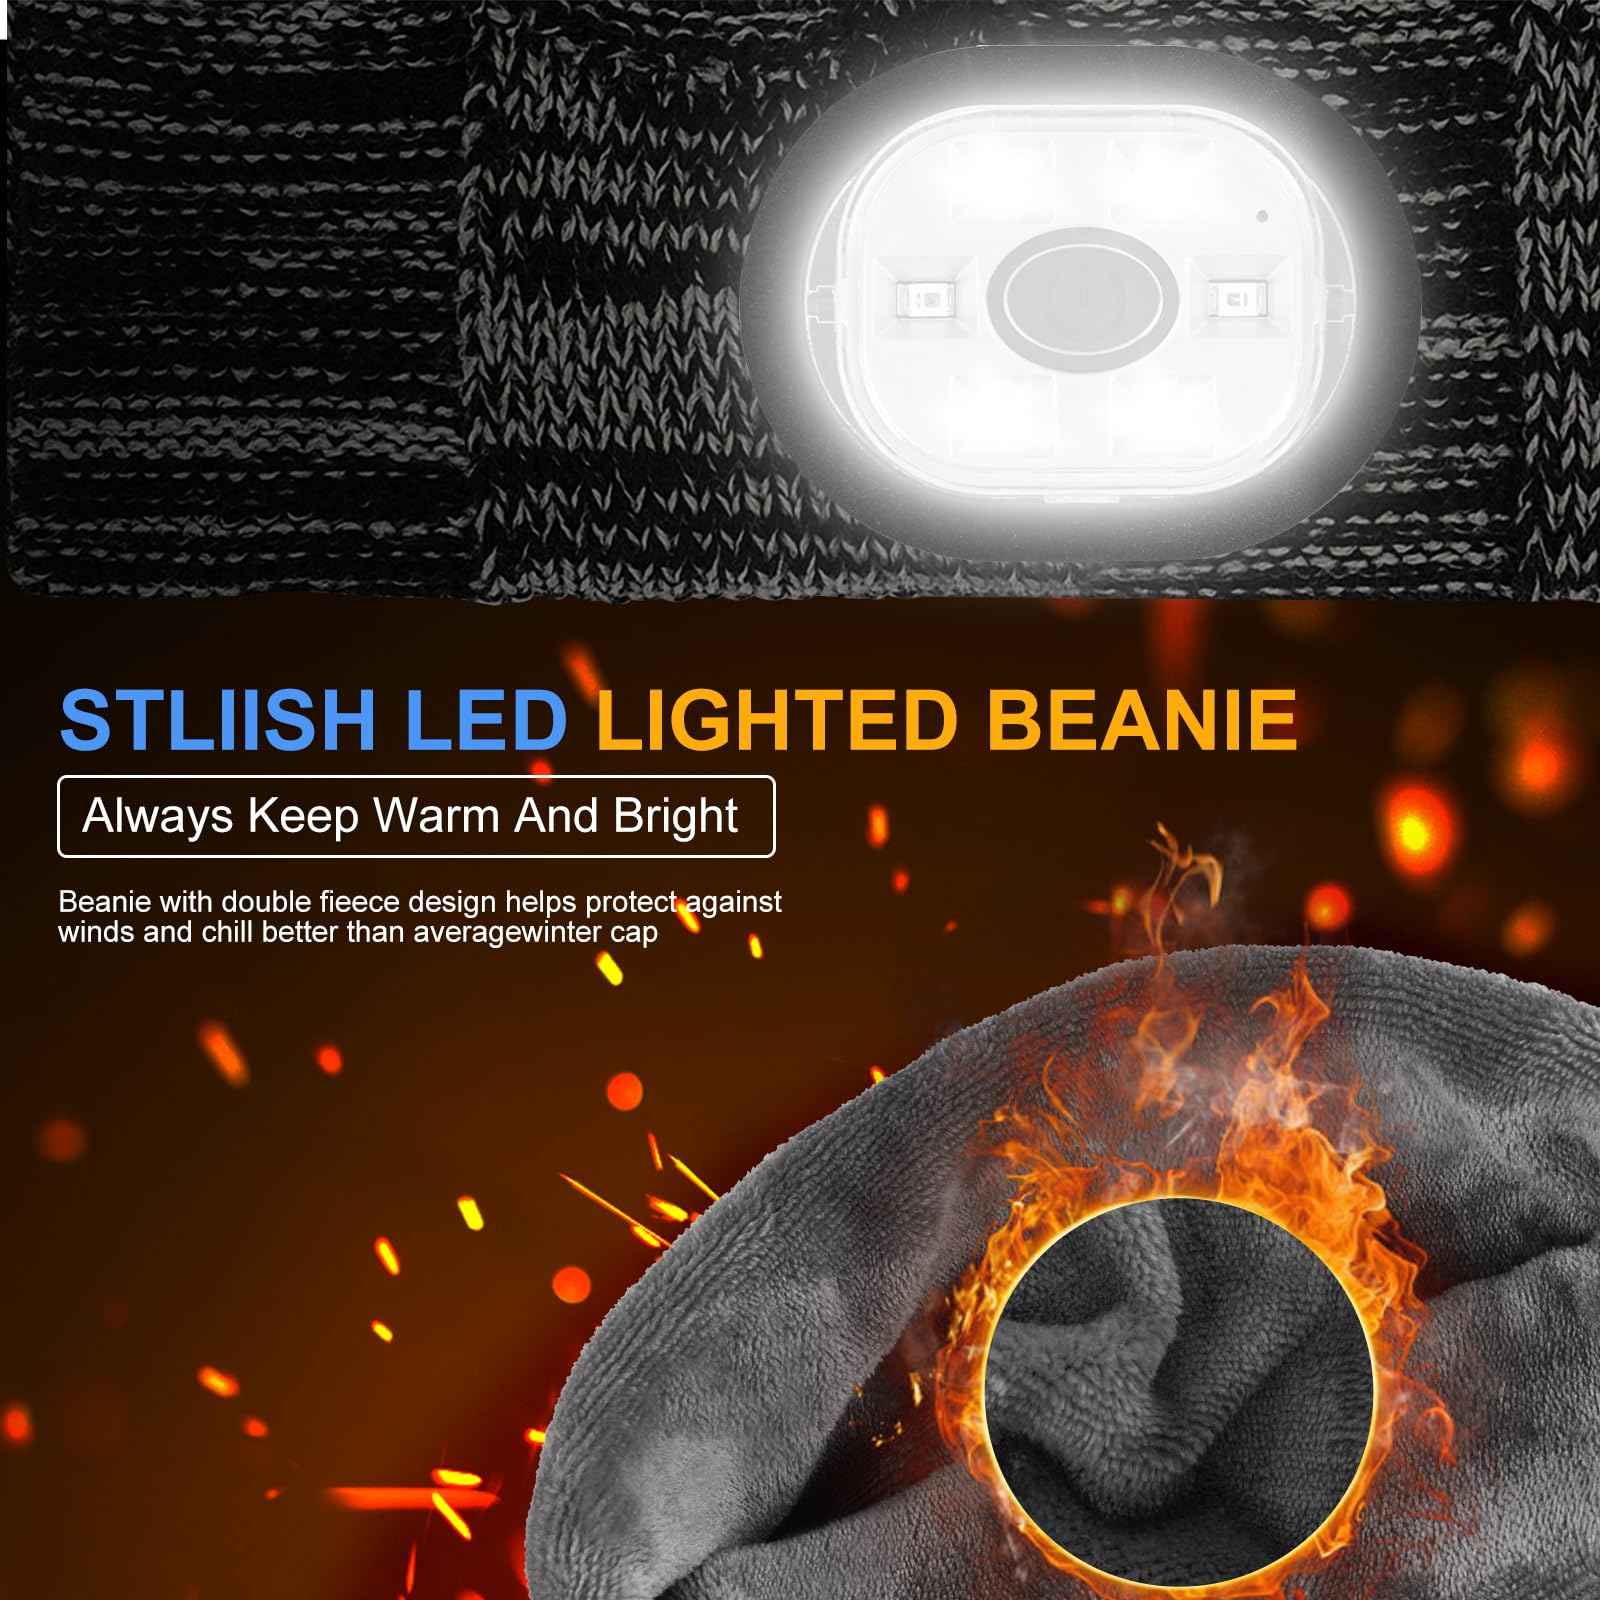 STLIISH LED LIGHTED BEANIE
Always Keep Warm And Bright
Beanie with double fieece design helps protect against
winds and chill better than averagewinter cap